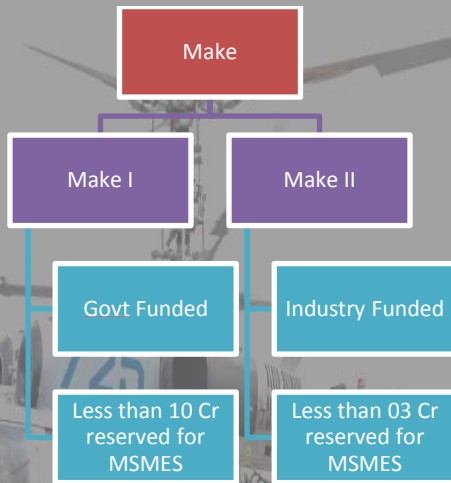 Make
Make I
Make II
Govt Funded
Industry Funded
725
Less than 10 Cr
reserved for
MSMES
Less than 03 Cr
reserved for
MSMES